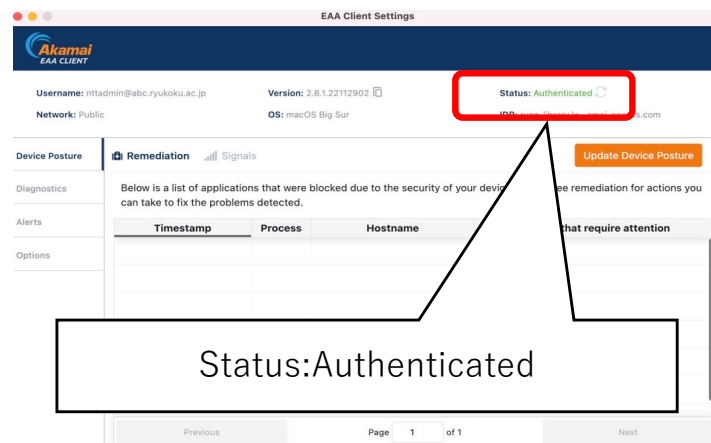 EAA Client Settings
Akamai
EAA CLIENT
Username: nttadmin@abc.ryukoku.ac.jp Version: 2.8.1.22112902 Status: Authenticated
Network: Public OS: macOS Big Sur IDP:
Device Posture Remediation Signals Update Device Posture
Diagnostics Below is a list of applications that were blocked due to the security of your ee remediation for actions you
can take to fix the problems detected.
Alerts Timestamp Process Hostname that require attention
Options
Status:Authenticated
Previous Page 1 of 1 Next